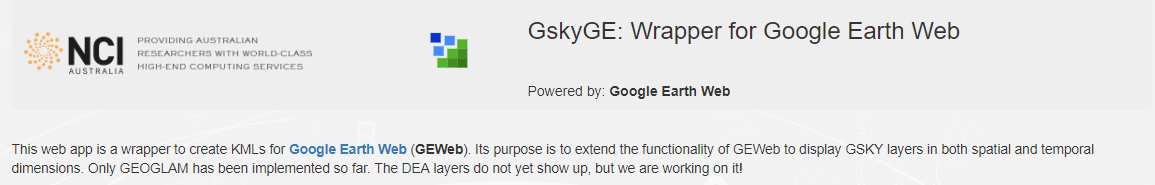 GskyGE: Wrapper for Google Earth Web
NCI
AUSTRALIA
PROVIDING AUSTRALIAN
RESEARCHERS WITH WORLD-CLASS
HIGH-END COMPUTING SERVICES
Powered by: Google Earth Web
This web app is a wrapper to create KMLs for Google Earth Web (GEWeb). Its purpose is to extend the functionality of GEWeb to display GSKY layers in both spatial and temporal
dimensions. Only GEOGLAM has been implemented so far. The DEA layers do not yet show up, but we are working on it!